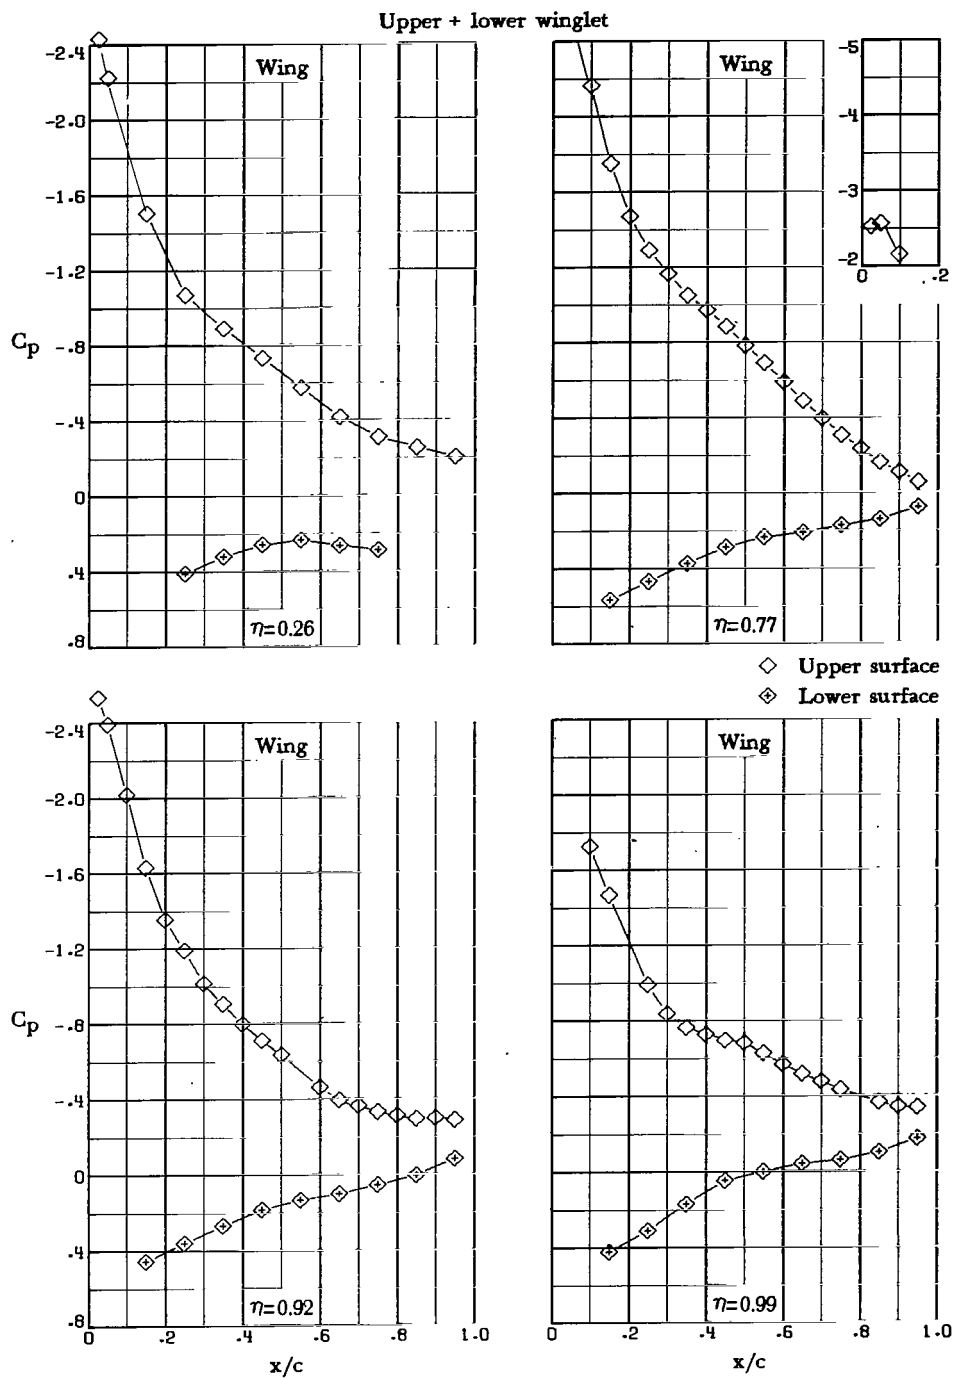 Upper + lower winglet
Wing
-2.4
-2.0
-1.6
-1.2
-.8
-.4
0
.4
.8
Cp
η=0.26
Wing
η=0.77
-5
-4
-3
-2
0 .2
Upper surface
Lower surface
Wing
-2.4
-2.0
-1.6
-1.2
-.8
-.4
0
.4
.8
Cp
η=0.92
0 .2 .4 .6 .8 1.0
x/c
Wing
η=0.99
0 .2 .4 .6 .8 1.0
x/c